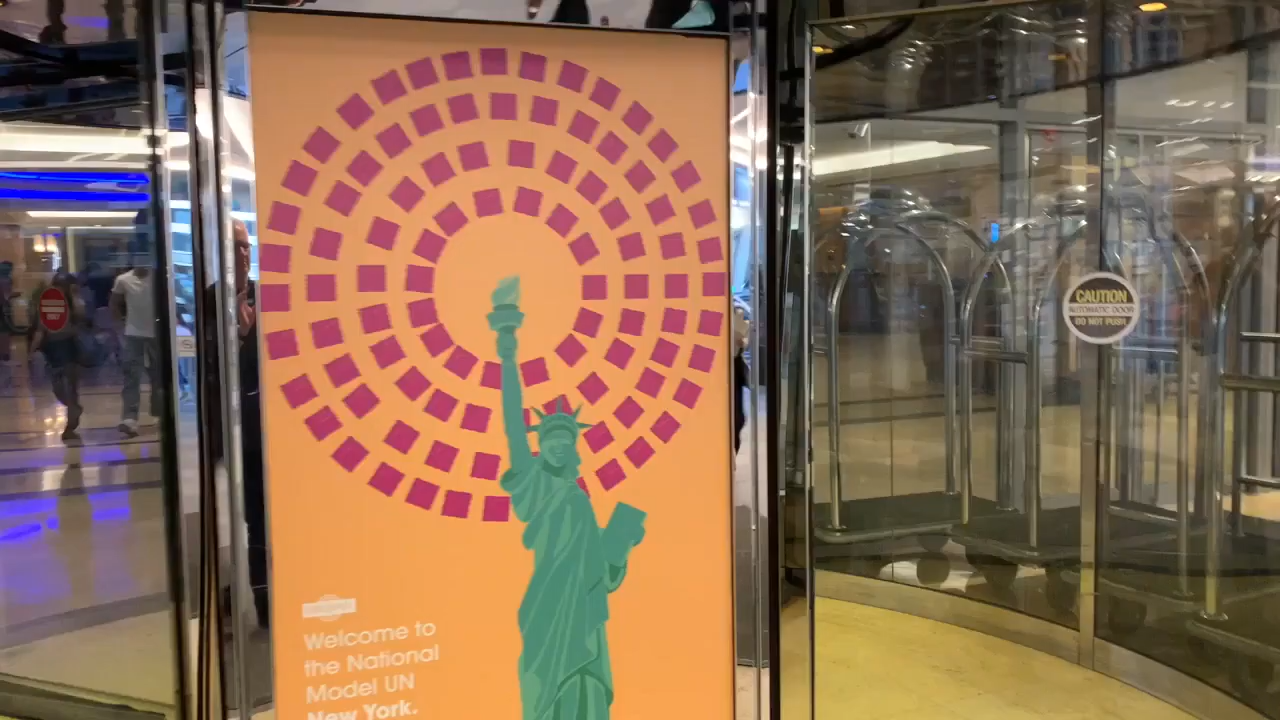 Welcome to
the National
Model UN
New York.
CAUTION
AUTOMATIC DOOR
DO NOT PUSH